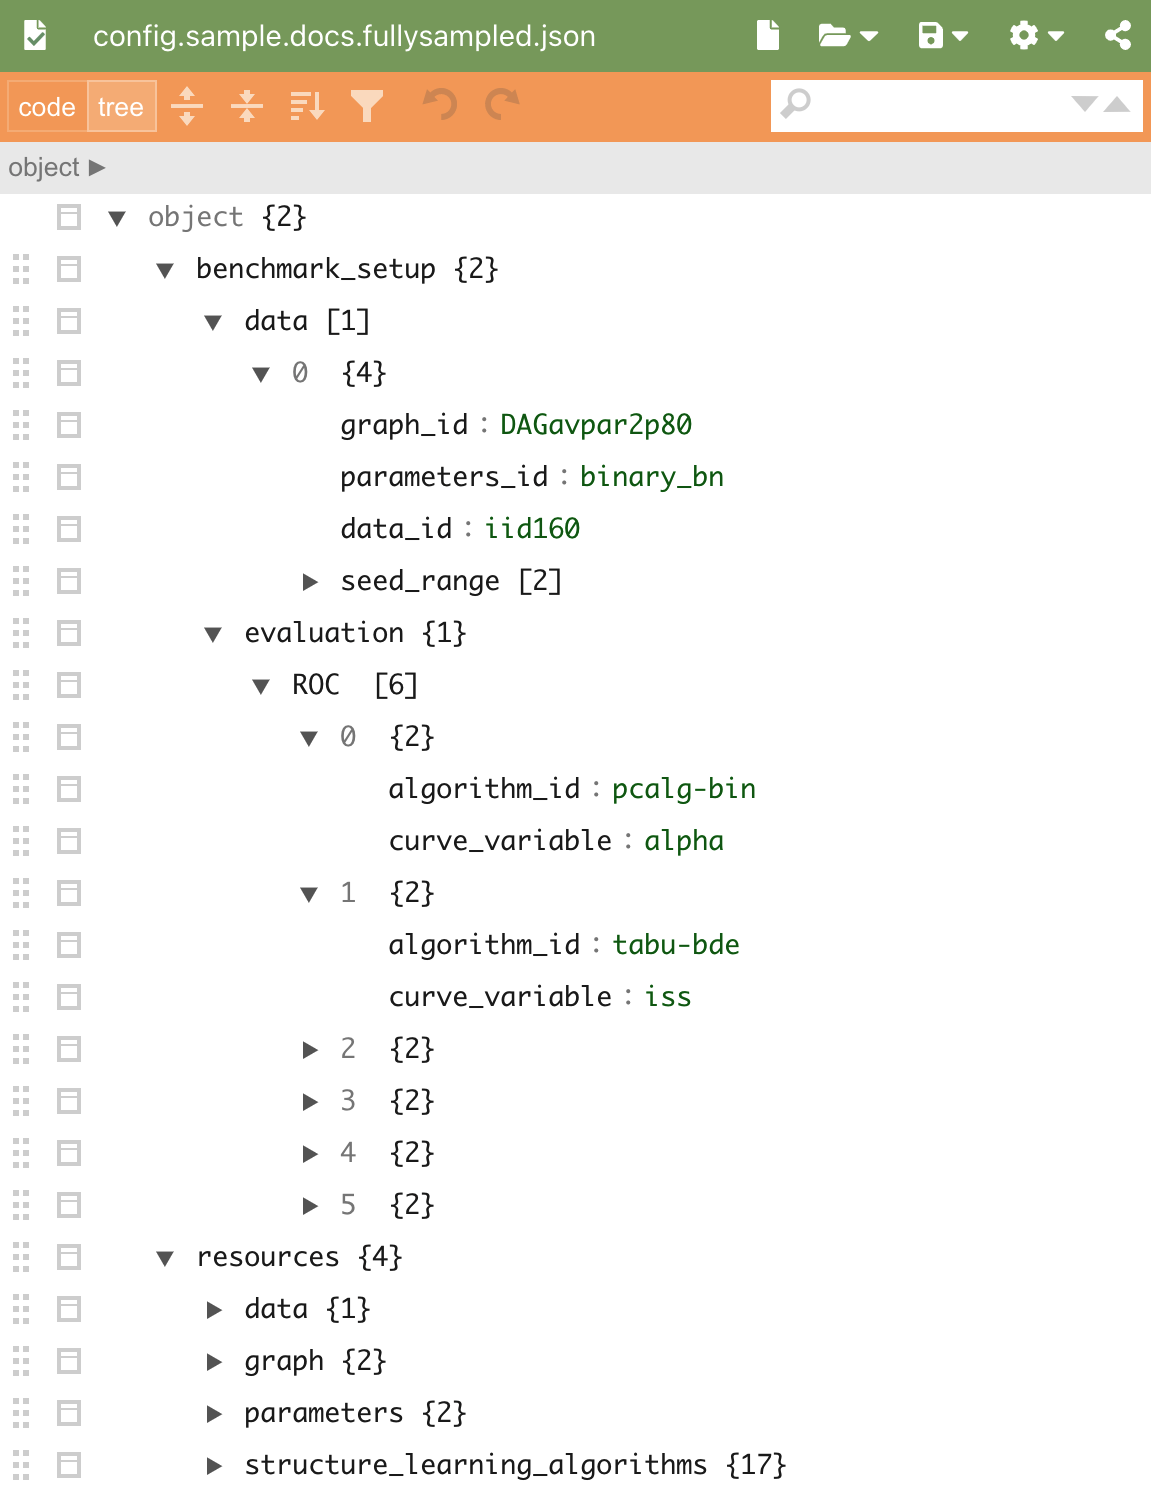 config.sample.docs.fullysampled.json
code tree
object ►
object {2}
benchmark_setup {2}
data [1]
0 {4}
graph_id : DAGavpar2p80
parameters_id : binary_bn
data_id : iid160
seed_range [2]
evaluation {1}
ROC [6]
0 {2}
algorithm_id : pcalg-bin
curve_variable : alpha
1 {2}
algorithm_id : tabu-bde
curve_variable : iss
2 {2}
3 {2}
4 {2}
5 {2}
resources {4}
data {1}
graph {2}
parameters {2}
structure_learning_algorithms {17}